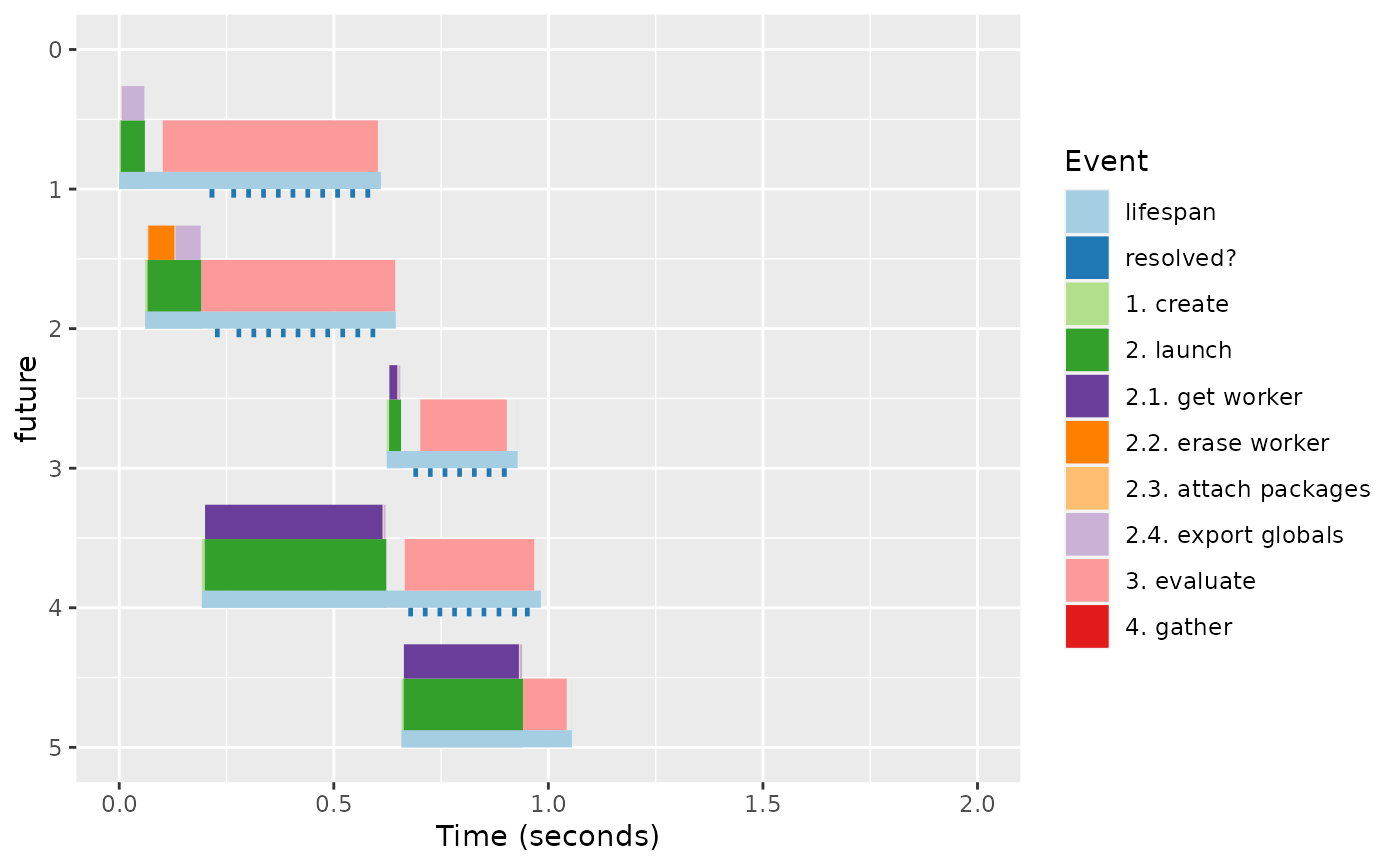 0
1
2
3
4
5
future
0.0 0.5 1.0 1.5 2.0
Time (seconds)
Event
lifespan
resolved?
1. create
2. launch
2.1. get worker
2.2. erase worker
2.3. attach packages
2.4. export globals
3. evaluate
4. gather